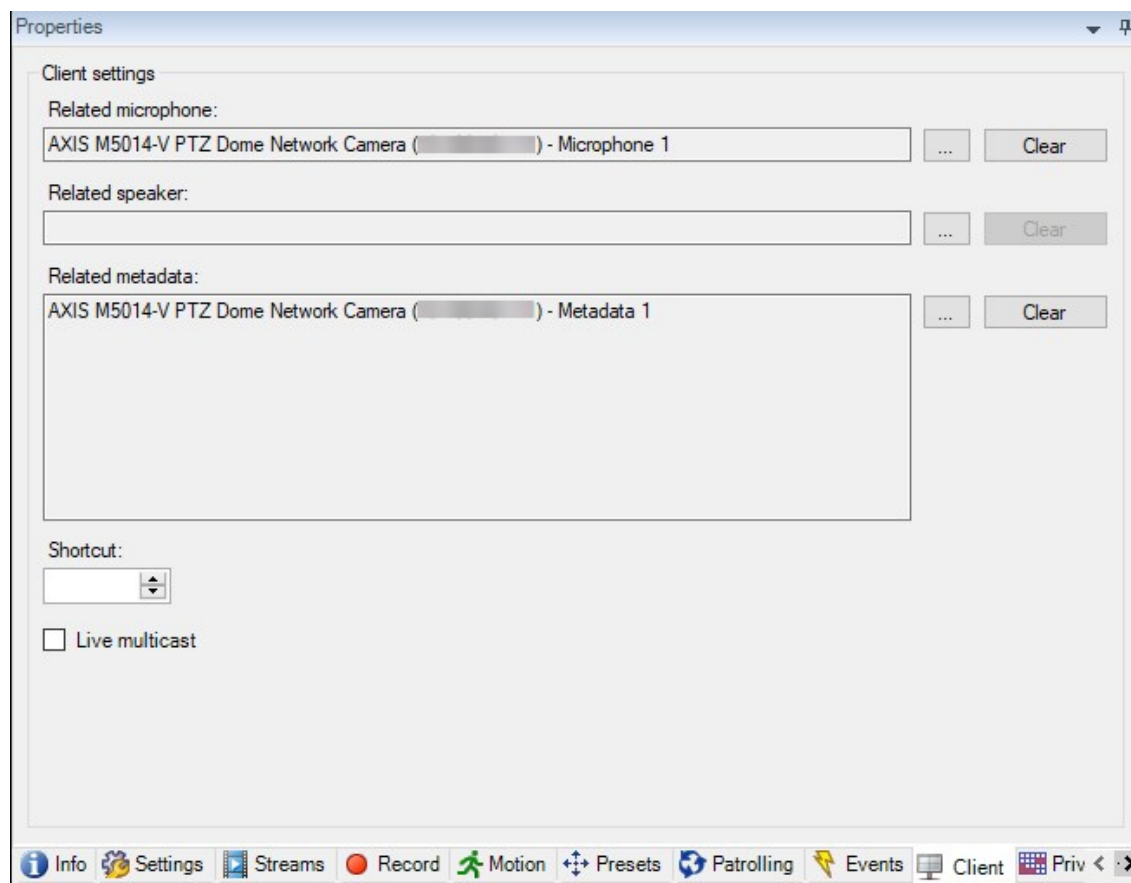 Properties
Client settings
Related microphone:
AXIS M5014-V PTZ Dome Network Camera ( ) - Microphone 1 ... Clear
Related speaker:
... Clear
Related metadata:
AXIS M5014-V PTZ Dome Network Camera ( ) - Metadata 1 ... Clear
Shortcut:
Live multicast
Info Settings Streams Record Motion Presets Patrolling Events Client Priv